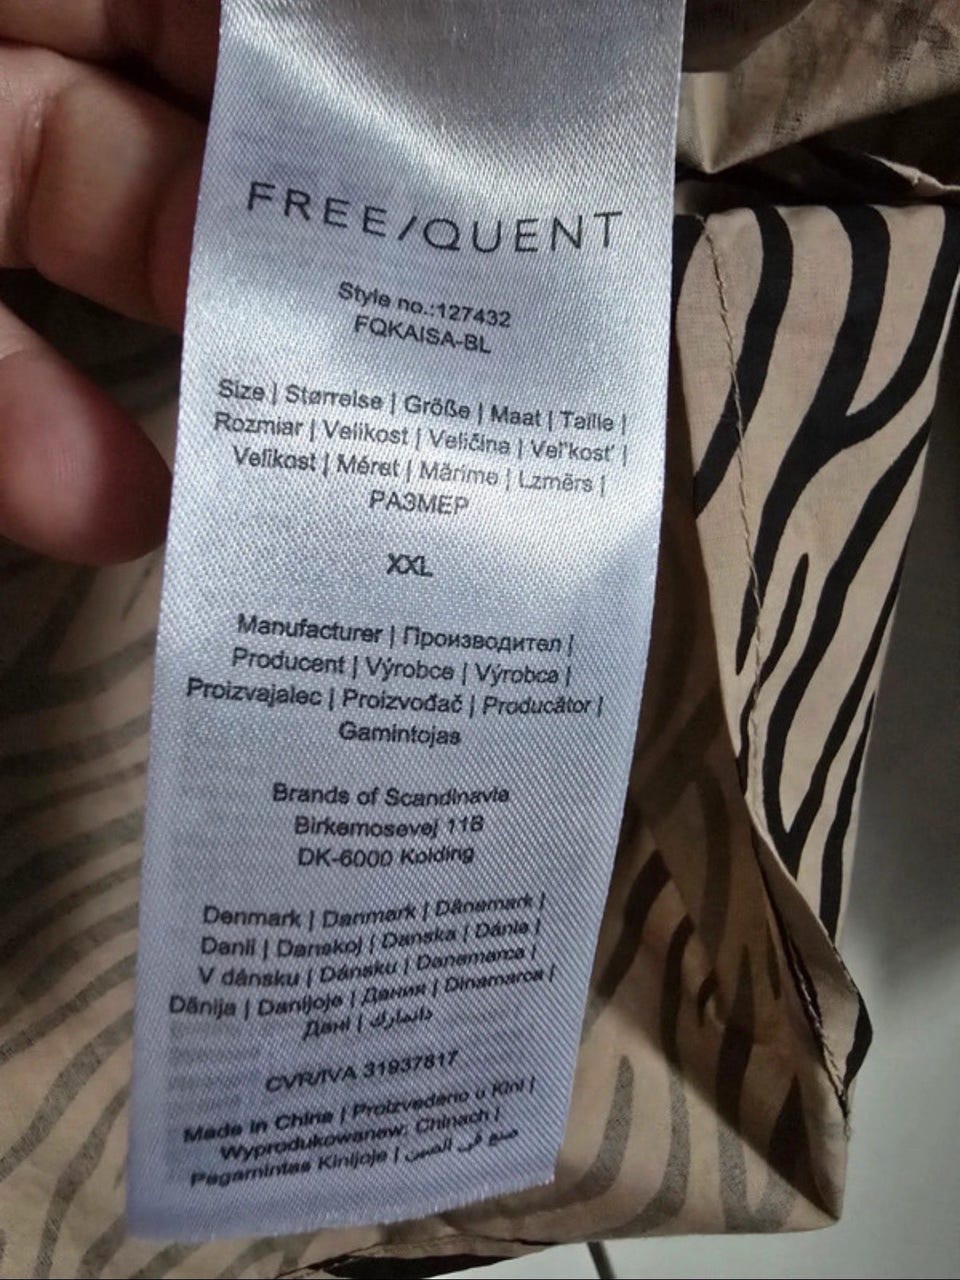 FREE/QUENT
Style no.:127432
FQKAISA-BL
Size | Størrelse | Größe | Maat | Taille |
Rozmiar | Velikost | Veličina | Veľkosť |
Velikost | Méret | Mărime | Lzmērs |
РАЗМЕР
XXL
Manufacturer | Производител |
Producent | Výrobce | Výrobca |
Proizvajalec | Proizvođač | Producător |
Gamintojas
Brands of Scandinavia
Birkemosevej 11B
DK-6000 Kolding
Denmark | Danmark | Dänemark |
Danii | Danskoj | Danska | Dánia |
V dánsku | Dánsku | Danemarca |
Dānija | Danijoje | Дания | Dinamarca |
Дані | دانمارك
CVR/IVA 31937817
Made in China | Proizvedeno u Kini |
Wyprodukowanew: Chinach |
Pagamintas Kinijoje | صنع في الصين